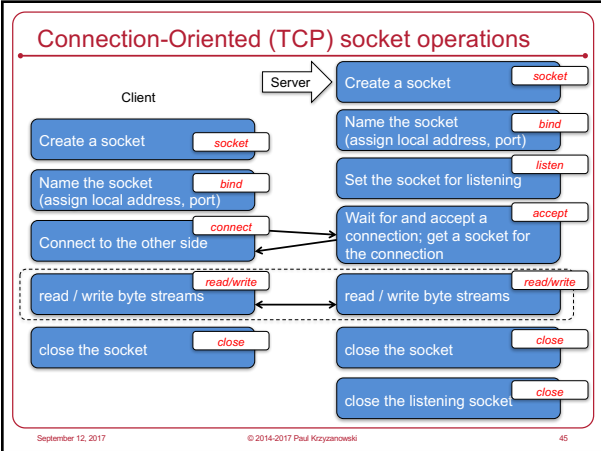 Connection-Oriented (TCP) socket operations
Client
Create a socket
socket
Name the socket
(assign local address, port)
bind
Connect to the other side
connect
read / write byte streams
read/write
close the socket
close
Server
Create a socket
socket
Name the socket
(assign local address, port)
bind
Set the socket for listening
listen
Wait for and accept a
connection; get a socket for
the connection
accept
read / write byte streams
read/write
close the socket
close
close the listening socket
close
September 12, 2017
© 2014-2017 Paul Krzyzanowski
45